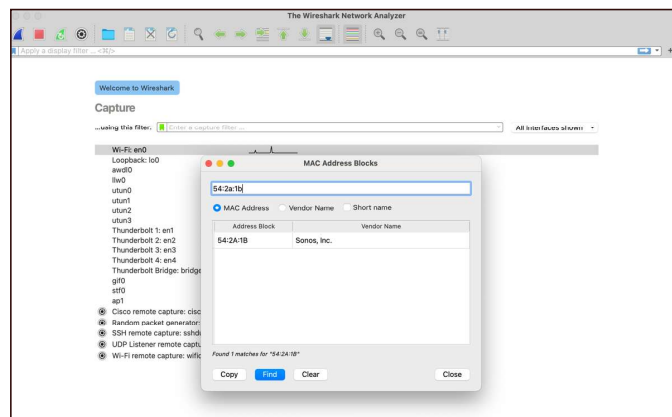 The Wireshark Network Analyzer
Apply a display filter ... <⌘/>
Welcome to Wireshark
Capture
...using this filter: Enter a capture filter ... All interfaces shown
Wi-Fi: en0
Loopback: lo0
awdl0
llw0
utun0
utun1
utun2
utun3
Thunderbolt 1: en1
Thunderbolt 2: en2
Thunderbolt 3: en3
Thunderbolt 4: en4
Thunderbolt Bridge: bridge
gif0
stf0
ap1
Cisco remote capture: cisc
Random packet generator:
SSH remote capture: sshd
UDP Listener remote captu
Wi-Fi remote capture: wifid
MAC Address Blocks
54:2a:1b
MAC Address Vendor Name Short name
Address Block Vendor Name
54:2A:1B Sonos, Inc.
Found 1 matches for "54:2A:1B"
Copy Find Clear Close